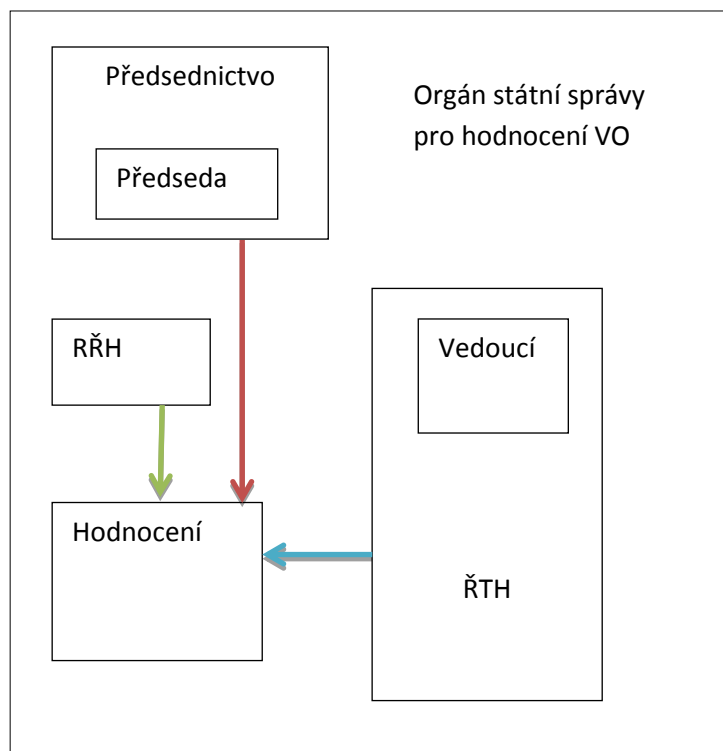 Předsednictvo
Předseda
Orgán státní správy
pro hodnocení VO
RŘH
Vedoucí
Hodnocení
ŘTH